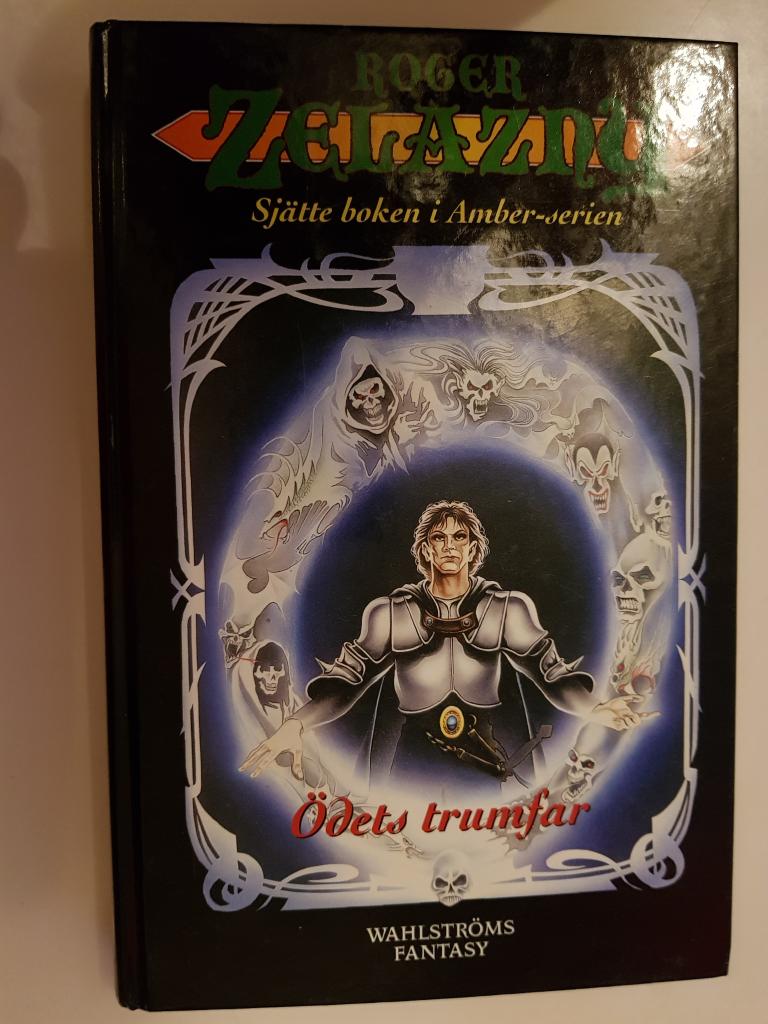 ROGER
ZELAZNY
Sjätte boken i Amber-serien
Ödets trumfar
WAHLSTRÖMS
FANTASY